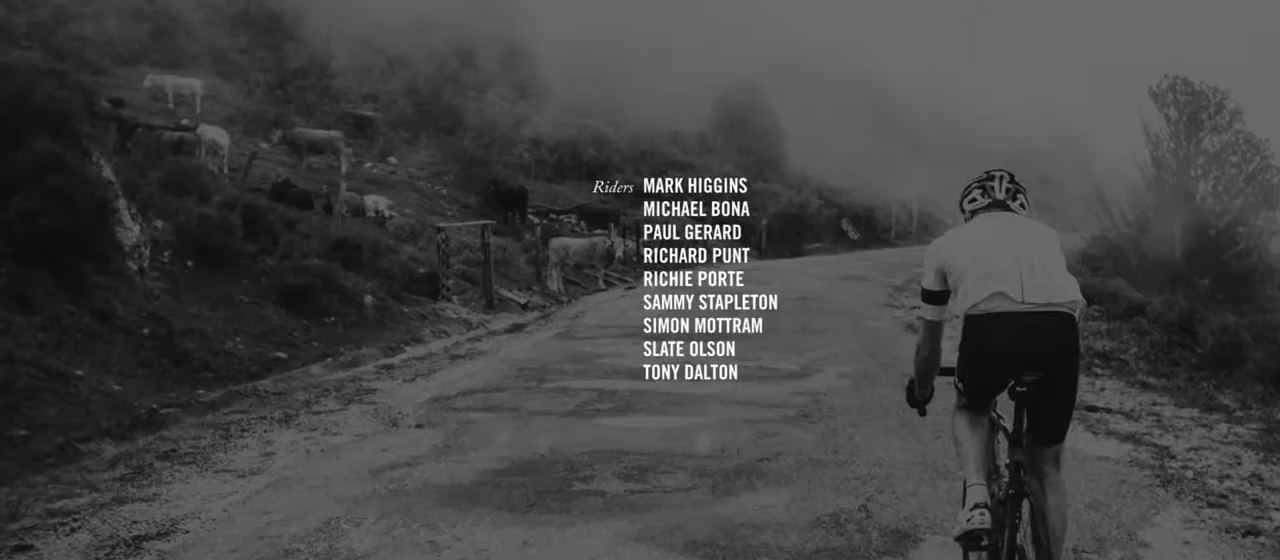 Riders MARK HIGGINS
MICHAEL BONA
PAUL GERARD
RICHARD PUNT
RICHIE PORTE
SAMMY STAPLETON
SIMON MOTTRAM
SLATE OLSON
TONY DALTON